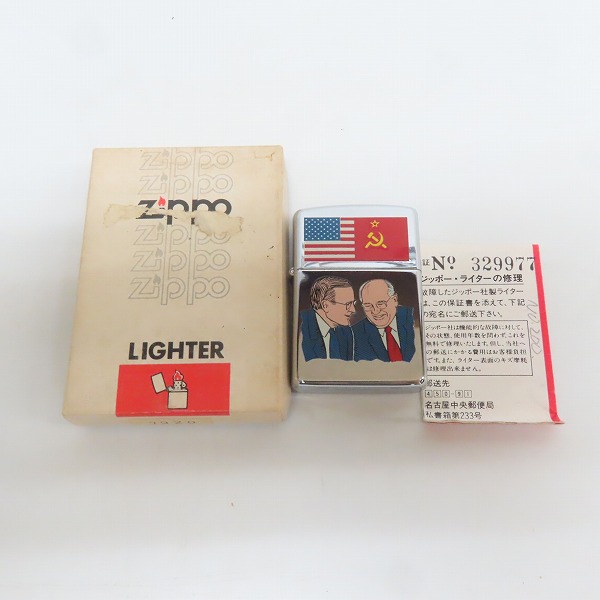 zippo
zippo
zippo
zippo
zippo
zippo
LIGHTER
証 No 329977
ジッポー・ライターの修理
故障したジッポー社製ライター
は、この保証書を添えて、下記
の宛名にご郵送下さい。
ジッポー社は機能的な故障に対して、
その状態、使用年数を問わず、これを
無料で修理いたします。但し、当社へ
の郵送にかかる費用はお客様負担
です。また、ライター表面のキズ摩耗
は修理出来ません。
郵送先
450-91
名古屋中央郵便局
私書箱第233号